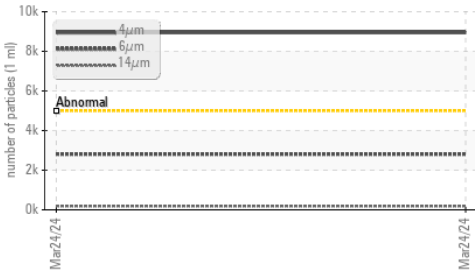 number of particles (1 ml)
10k
8k
6k
4k
2k
0k
4µm
6µm
14µm
Abnormal
Mar24/24
Mar24/24